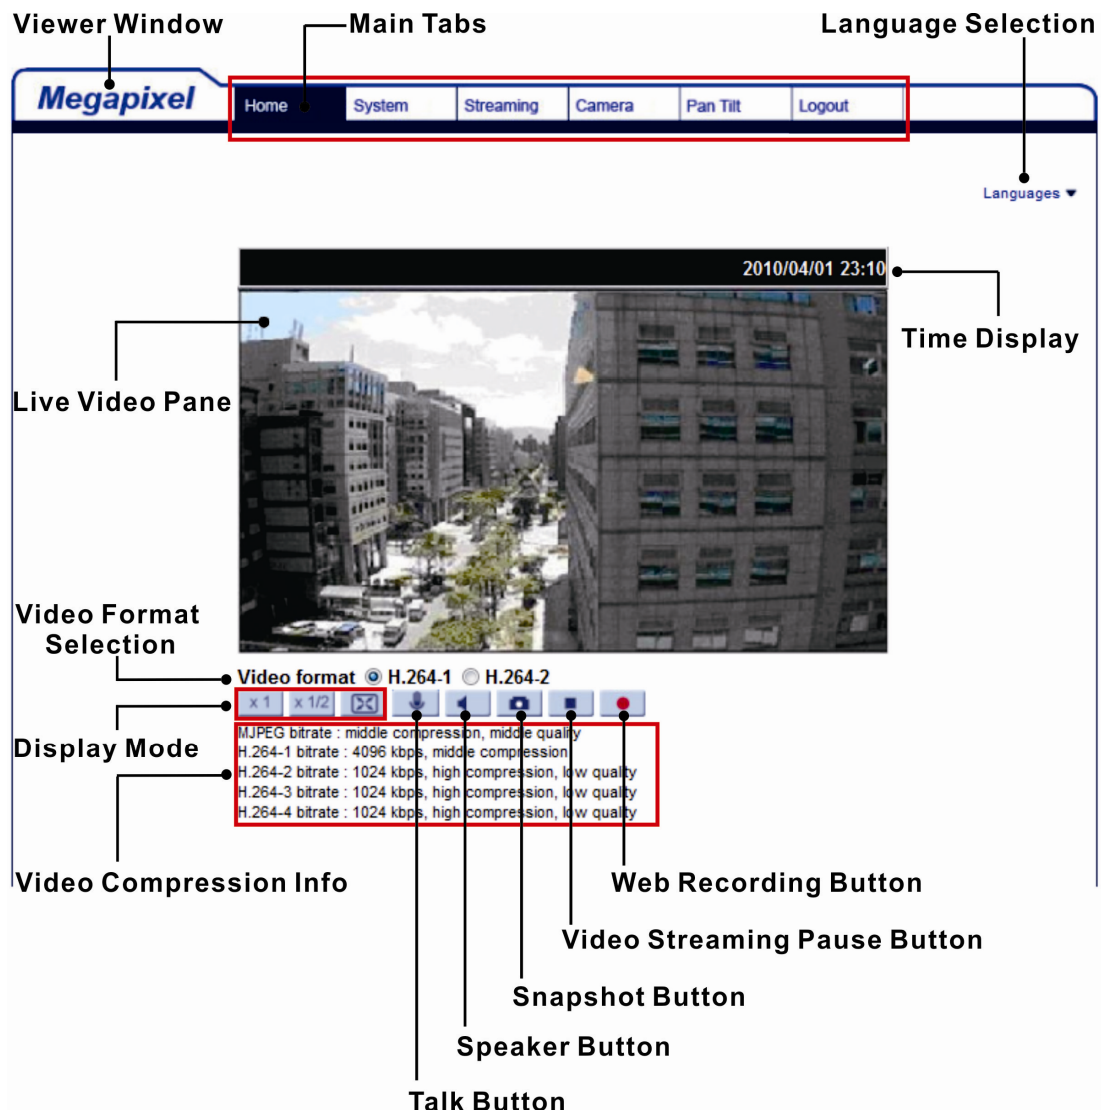 Viewer Window
Main Tabs
Language Selection
Megapixel
Home
System
Streaming
Camera
Pan Tilt
Logout
Languages
2010/04/01 23:10
Time Display
Live Video Pane
Video Format
Selection
Video format H.264-1 H.264-2
x 1
x 1/2
Display Mode
MJPEG bitrate : middle compression, middle quality
H.264-1 bitrate : 4096 kbps, middle compression
H.264-2 bitrate : 1024 kbps, high compression, low quality
H.264-3 bitrate : 1024 kbps, high compression, low quality
H.264-4 bitrate : 1024 kbps, high compression, low quality
Video Compression Info
Web Recording Button
Video Streaming Pause Button
Snapshot Button
Speaker Button
Talk Button